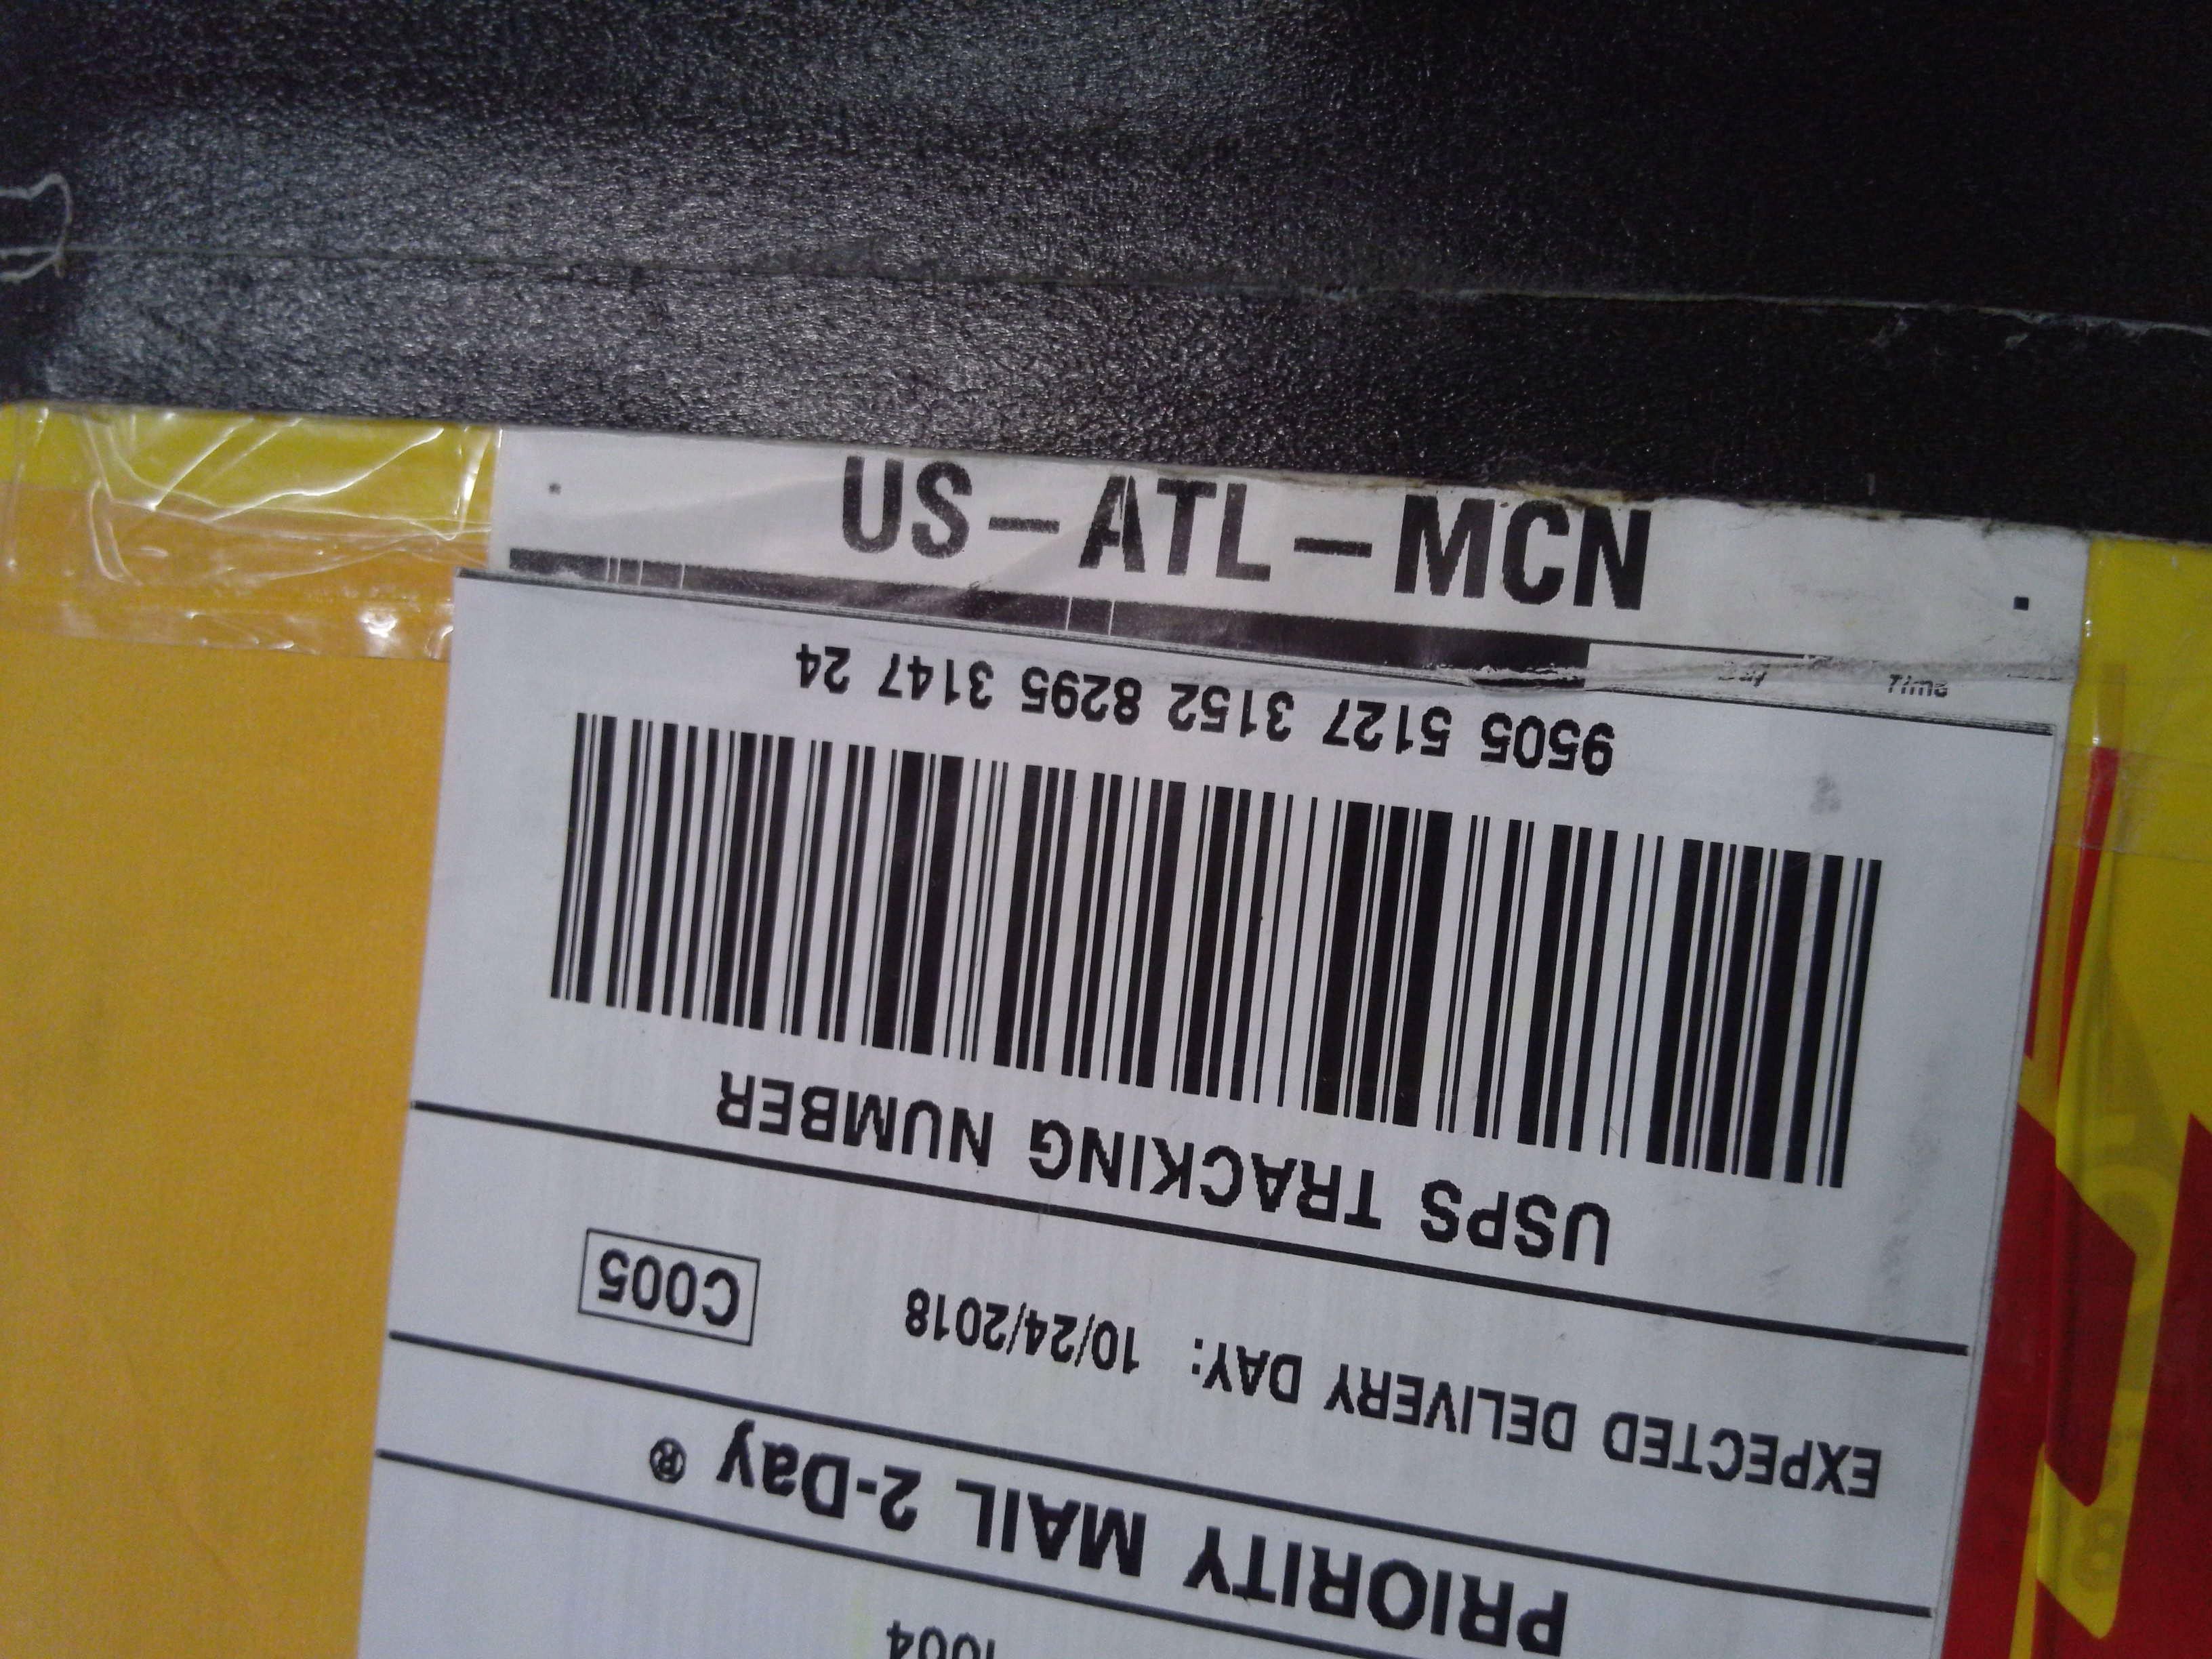 US-ATL-MCN
Time
1004
PRIORITY MAIL 2-Day ®
EXPECTED DELIVERY DAY: 10/24/2018
C005
USPS TRACKING NUMBER
9505 5127 3152 8295 3147 24